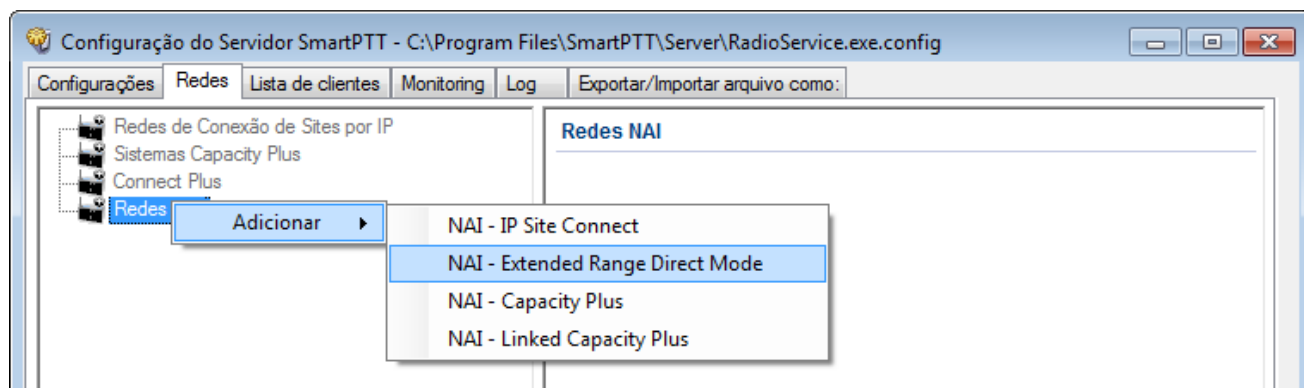 Configuração do Servidor SmartPTT - C:\Program Files\SmartPTT\Server\RadioService.exe.config
Configurações Redes Lista de clientes Monitoring Log Exportar/Importar arquivo como:
Redes de Conexão de Sites por IP
Sistemas Capacity Plus
Connect Plus
Redes
Redes NAI
Adicionar
NAI - IP Site Connect
NAI - Extended Range Direct Mode
NAI - Capacity Plus
NAI - Linked Capacity Plus